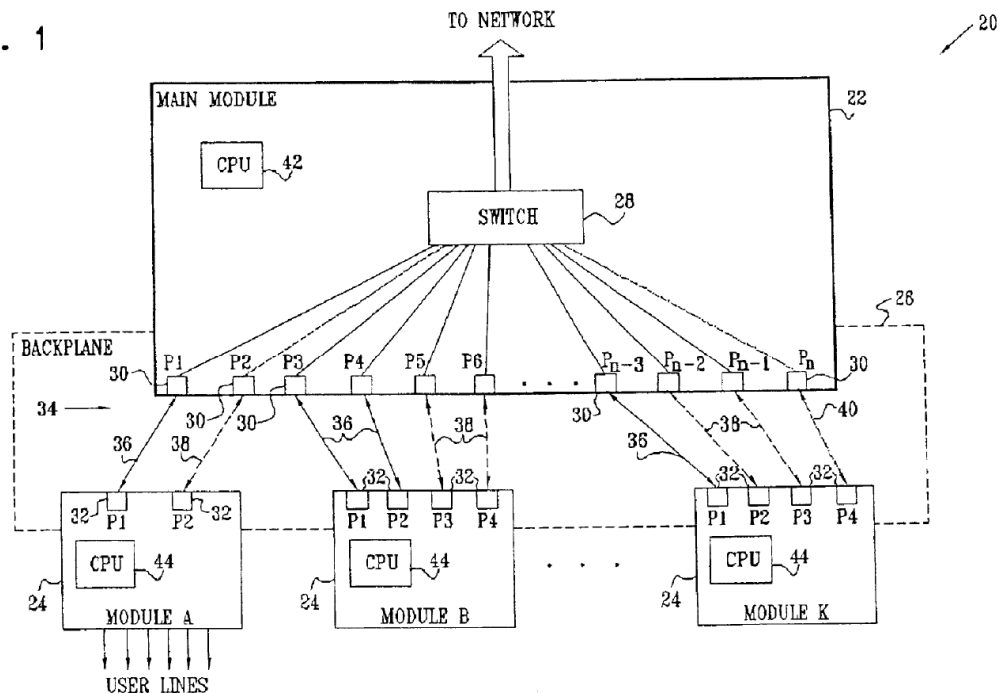 . 1
TO NETWORK
20
MAIN MODULE
22
CPU 42
SWITCH 28
26
BACKPLANE
P1 P2 P3 P4 P5 P6 . . . Pn-3 Pn-2 Pn-1 Pn
30 30 30 30 30
34
36 38 36 38 36 38 40
32 32 32 32 32 32
P1 P2 P1 P2 P3 P4 P1 P2 P3 P4
CPU 44 CPU 44 . . . CPU 44
24 24 24
MODULE A MODULE B MODULE K
USER LINES